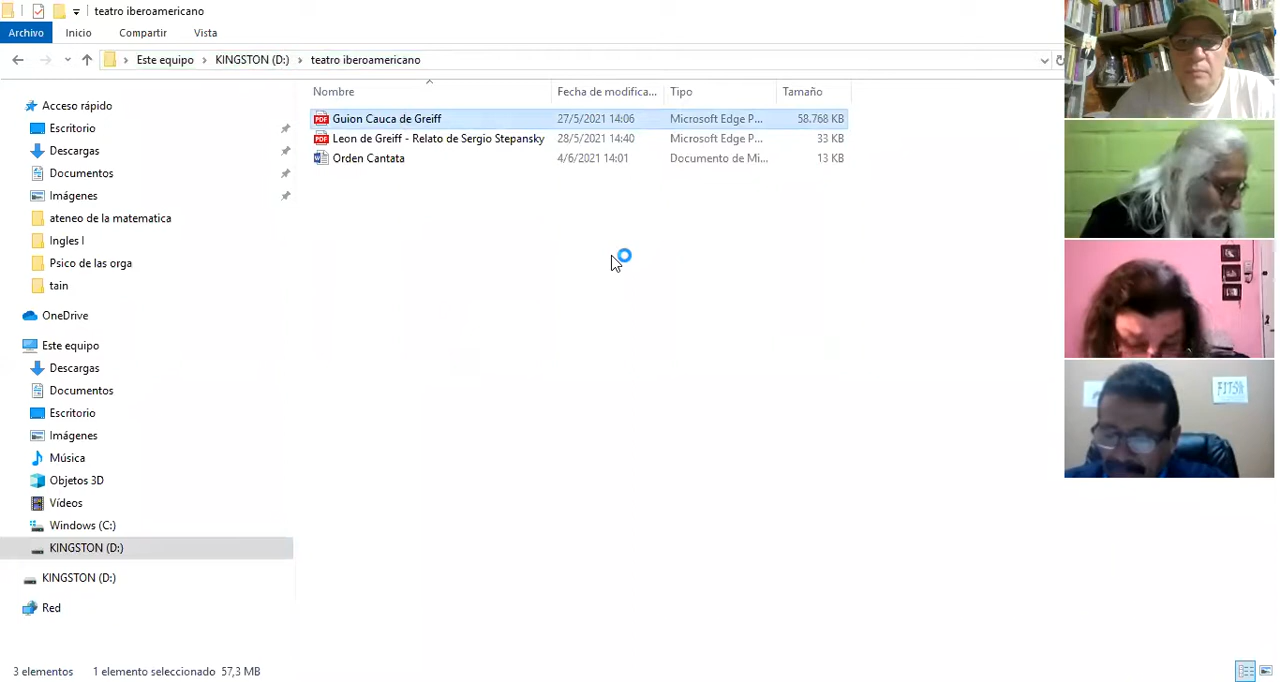 teatro iberoamericano
Archivo Inicio Compartir Vista
Este equipo KINGSTON (D:) teatro iberoamericano
Nombre Fecha de modifica... Tipo Tamaño
Guion Cauca de Greiff 27/5/2021 14:06 Microsoft Edge P... 58.768 KB
Leon de Greiff - Relato de Sergio Stepansky 28/5/2021 14:40 Microsoft Edge P... 33 KB
Orden Cantata 4/6/2021 14:01 Documento de Mi... 13 KB
Acceso rápido
Escritorio
Descargas
Documentos
Imágenes
ateneo de la matematica
Ingles I
Psico de las orga
tain
OneDrive
Este equipo
Descargas
Documentos
Escritorio
Imágenes
Música
Objetos 3D
Vídeos
Windows (C:)
KINGSTON (D:)
KINGSTON (D:)
Red
3 elementos 1 elemento seleccionado 57,3 MB